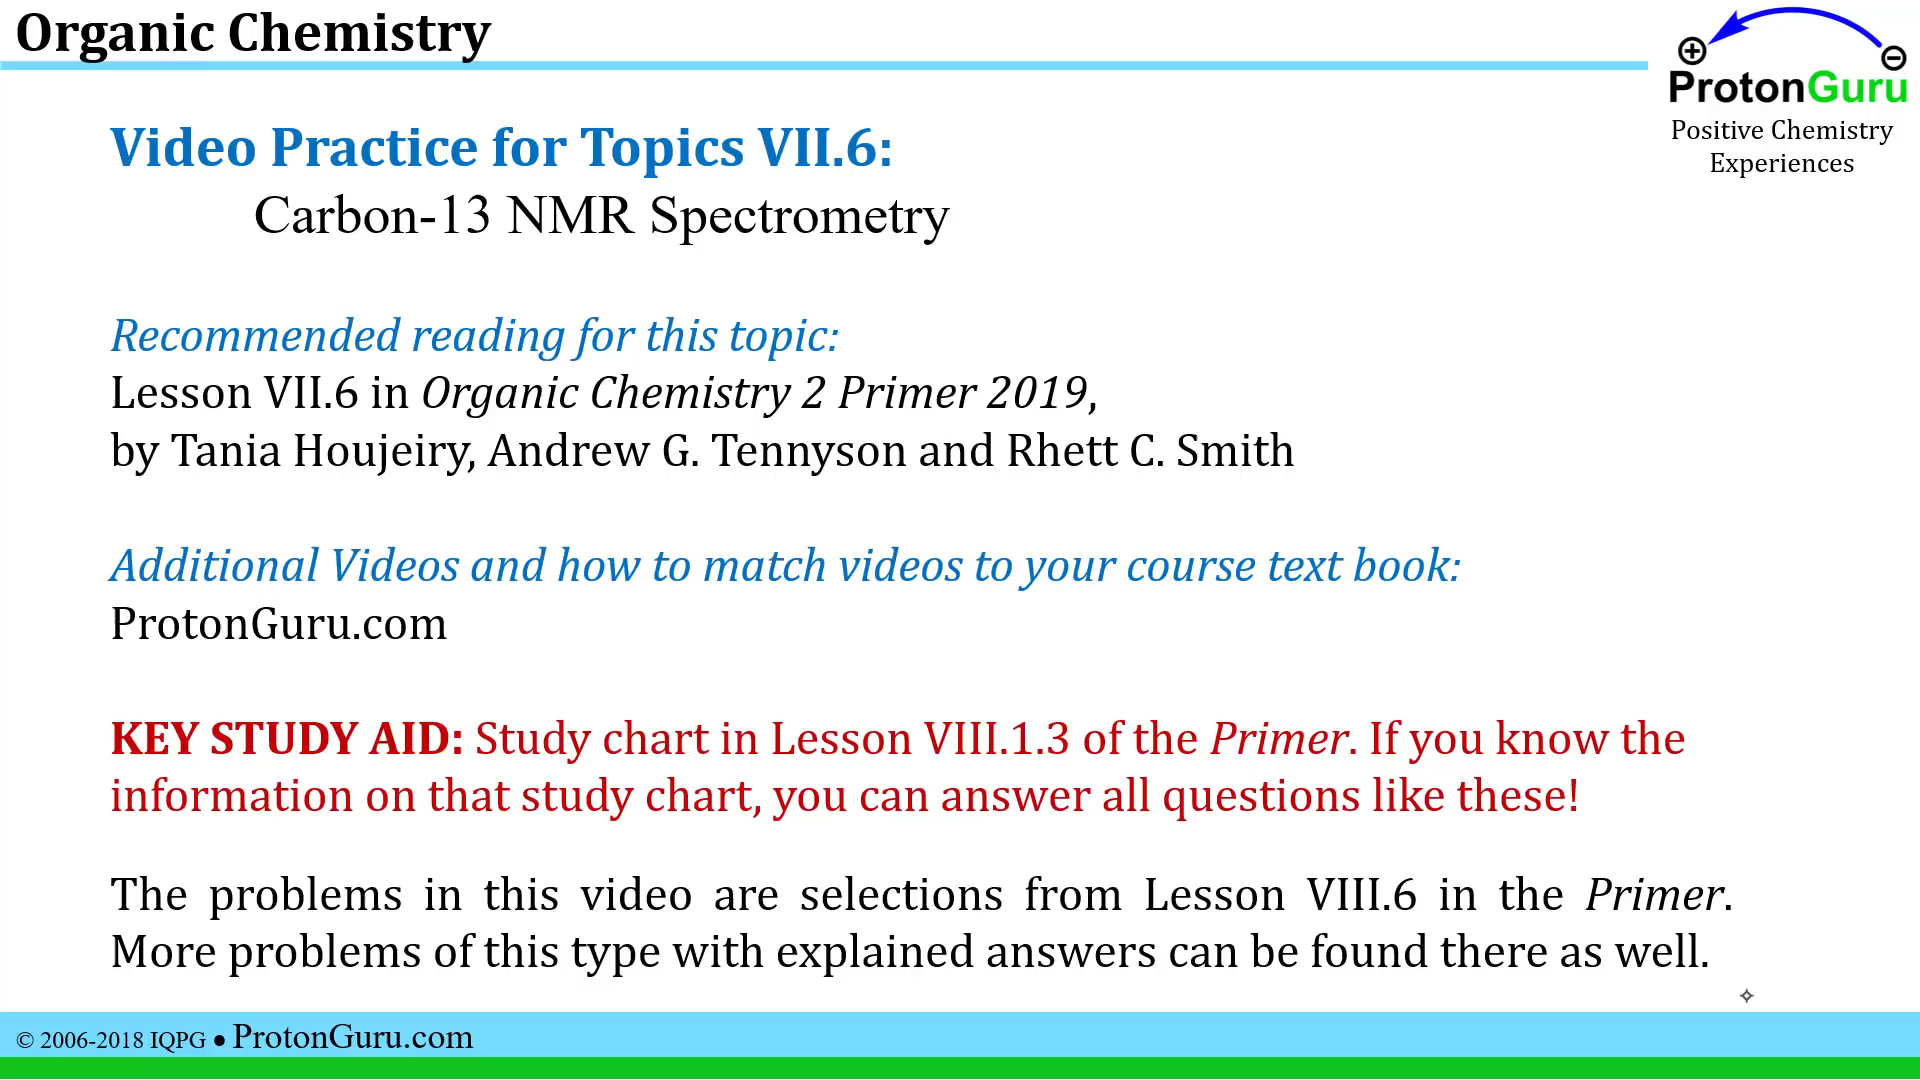 Organic Chemistry
ProtonGuru
Positive Chemistry
Experiences
Video Practice for Topics VII.6:
Carbon-13 NMR Spectrometry
Recommended reading for this topic:
Lesson VII.6 in Organic Chemistry 2 Primer 2019,
by Tania Houjeiry, Andrew G. Tennyson and Rhett C. Smith
Additional Videos and how to match videos to your course text book:
ProtonGuru.com
KEY STUDY AID: Study chart in Lesson VIII.1.3 of the Primer. If you know the
information on that study chart, you can answer all questions like these!
The problems in this video are selections from Lesson VIII.6 in the Primer.
More problems of this type with explained answers can be found there as well.
© 2006-2018 IQPG ● ProtonGuru.com